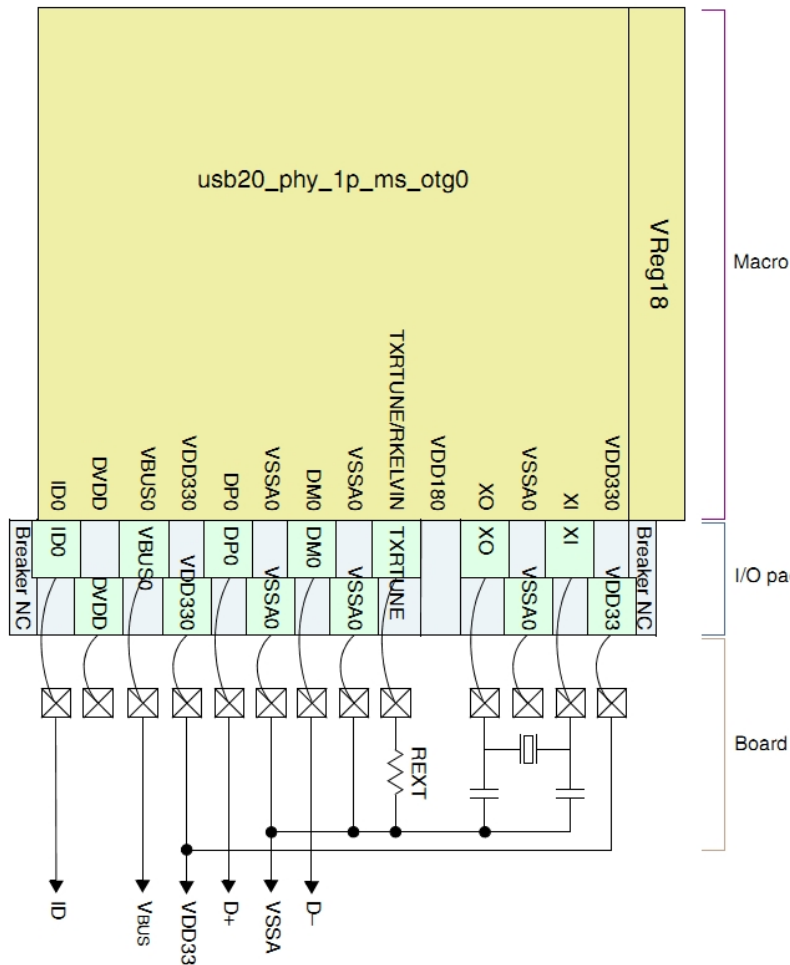 usb20_phy_1p_ms_otg0
VReg18
Macro
ID0
DVDD
VBUS0
VDD330
DP0
VSSA0
DM0
VSSA0
TXRTUNE/RKELVIN
VDD180
XO
VSSA0
XI
VDD330
Breaker NC
ID0
DVDD
VBUS0
VDD330
DP0
VSSA0
DM0
VSSA0
TXRTUNE
XO
VSSA0
XI
VDD33
Breaker NC
I/O pa
Board
REXT
ID
VBUS
VDD33
D+
VSSA
D–